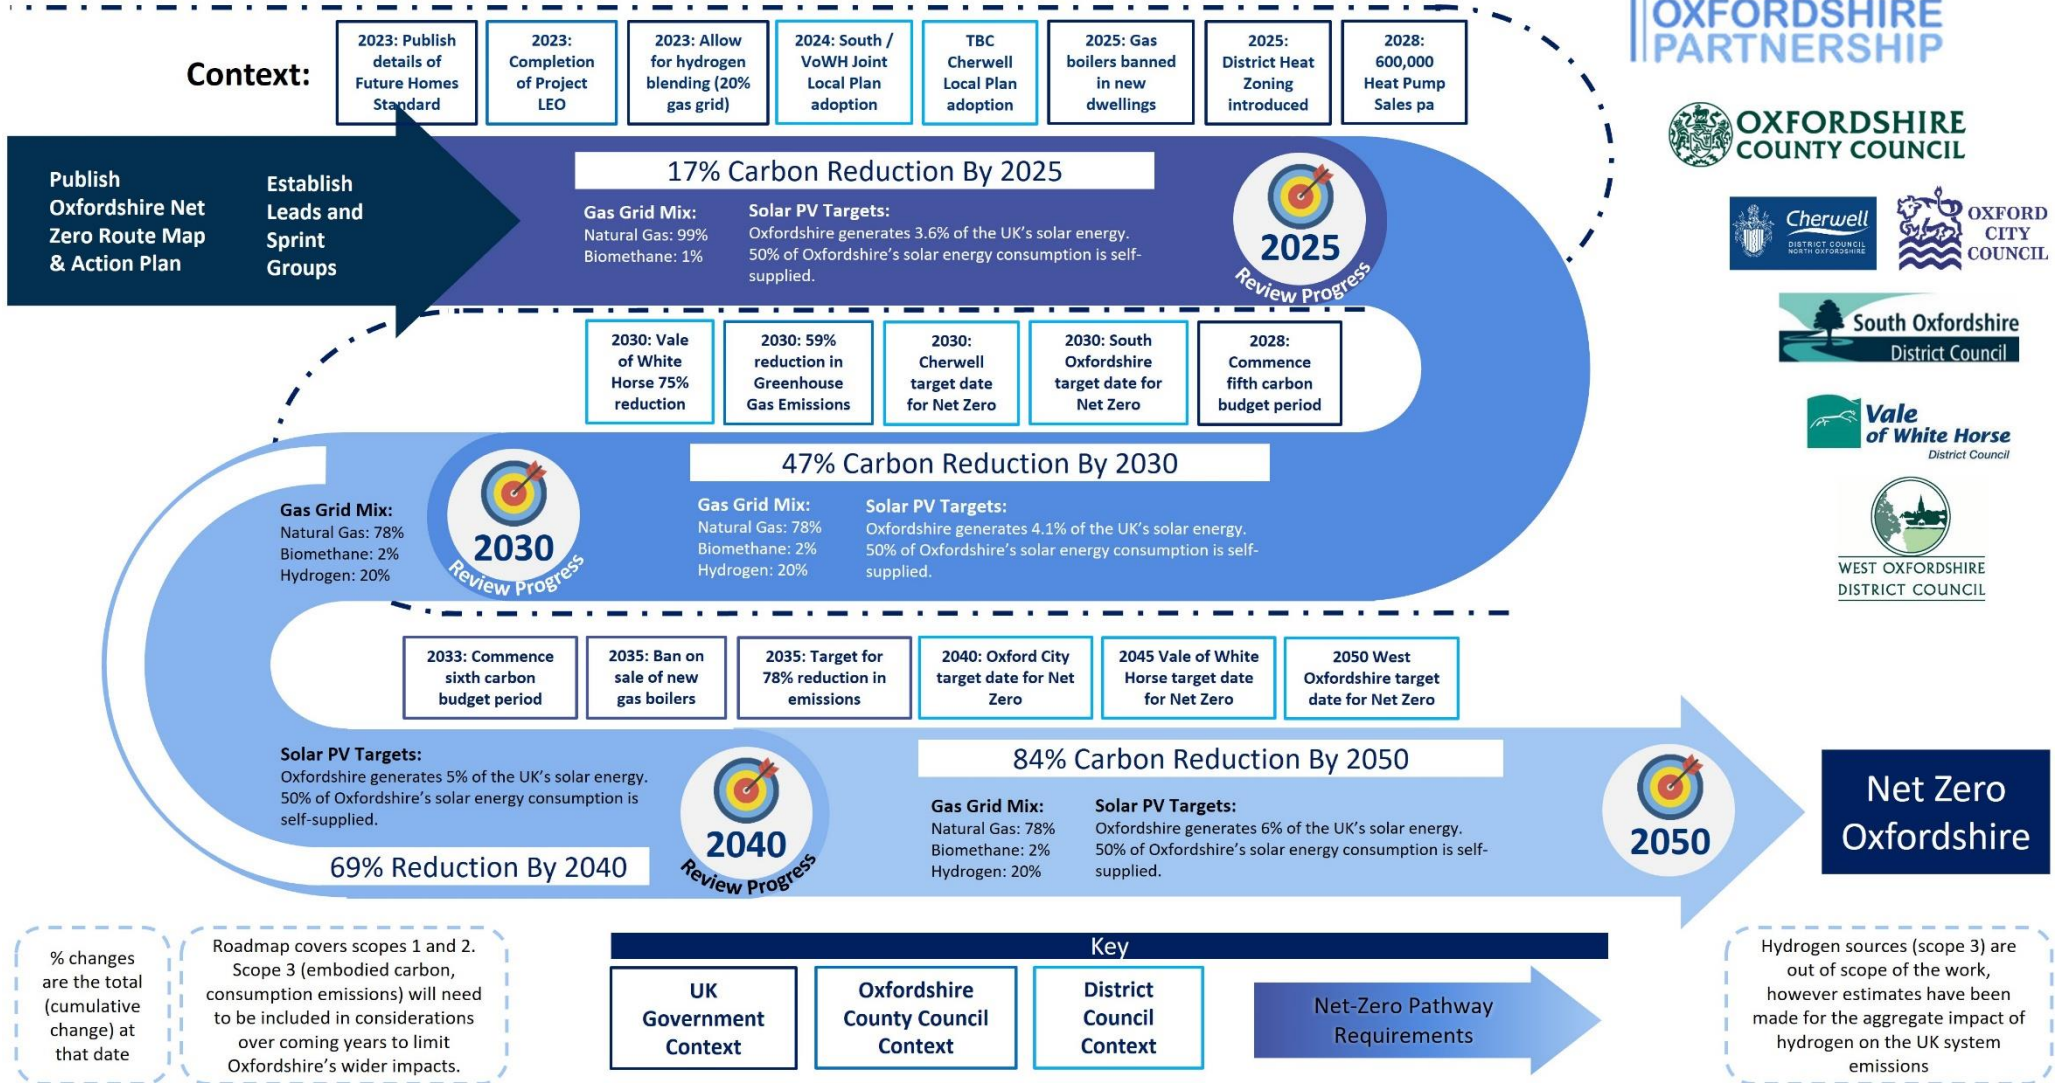 OXFORDSHIRE
PARTNERSHIP
Context:
2023: Publish
details of
Future Homes
Standard
2023:
Completion
of Project
LEO
2023: Allow
for hydrogen
blending (20%
gas grid)
2024: South /
VoWH Joint
Local Plan
adoption
TBC
Cherwell
Local Plan
adoption
2025: Gas
boilers banned
in new
dwellings
2025:
District Heat
Zoning
introduced
2028:
600,000
Heat Pump
Sales pa
OXFORDSHIRE
COUNTY COUNCIL
Cherwell
DISTRICT COUNCIL
NORTH OXFORDSHIRE
OXFORD
CITY
COUNCIL
South Oxfordshire
District Council
Vale
of White Horse
District Council
WEST OXFORDSHIRE
DISTRICT COUNCIL
Publish
Oxfordshire Net
Zero Route Map
& Action Plan
Establish
Leads and
Sprint
Groups
17% Carbon Reduction By 2025
Gas Grid Mix:
Natural Gas: 99%
Biomethane: 1%
Solar PV Targets:
Oxfordshire generates 3.6% of the UK's solar energy.
50% of Oxfordshire's solar energy consumption is self-
supplied.
2025
Review Progress
2030: Vale
of White
Horse 75%
reduction
2030: 59%
reduction in
Greenhouse
Gas Emissions
2030:
Cherwell
target date
for Net Zero
2030: South
Oxfordshire
target date for
Net Zero
2028:
Commence
fifth carbon
budget period
47% Carbon Reduction By 2030
Gas Grid Mix:
Natural Gas: 78%
Biomethane: 2%
Hydrogen: 20%
2030
Review Progress
Gas Grid Mix:
Natural Gas: 78%
Biomethane: 2%
Hydrogen: 20%
Solar PV Targets:
Oxfordshire generates 4.1% of the UK's solar energy.
50% of Oxfordshire's solar energy consumption is self-
supplied.
2033: Commence
sixth carbon
budget period
2035: Ban on
sale of new
gas boilers
2035: Target for
78% reduction in
emissions
2040: Oxford City
target date for Net
Zero
2045 Vale of White
Horse target date
for Net Zero
2050 West
Oxfordshire target
date for Net Zero
Solar PV Targets:
Oxfordshire generates 5% of the UK's solar energy.
50% of Oxfordshire's solar energy consumption is
self-supplied.
69% Reduction By 2040
2040
Review Progress
84% Carbon Reduction By 2050
Gas Grid Mix:
Natural Gas: 78%
Biomethane: 2%
Hydrogen: 20%
Solar PV Targets:
Oxfordshire generates 6% of the UK's solar energy.
50% of Oxfordshire's solar energy consumption is self-
supplied.
2050
Net Zero
Oxfordshire
% changes
are the total
(cumulative
change) at
that date
Roadmap covers scopes 1 and 2.
Scope 3 (embodied carbon,
consumption emissions) will need
to be included in considerations
over coming years to limit
Oxfordshire's wider impacts.
Key
UK
Government
Context
Oxfordshire
County Council
Context
District
Council
Context
Net-Zero Pathway
Requirements
Hydrogen sources (scope 3) are
out of scope of the work,
however estimates have been
made for the aggregate impact of
hydrogen on the UK system
emissions